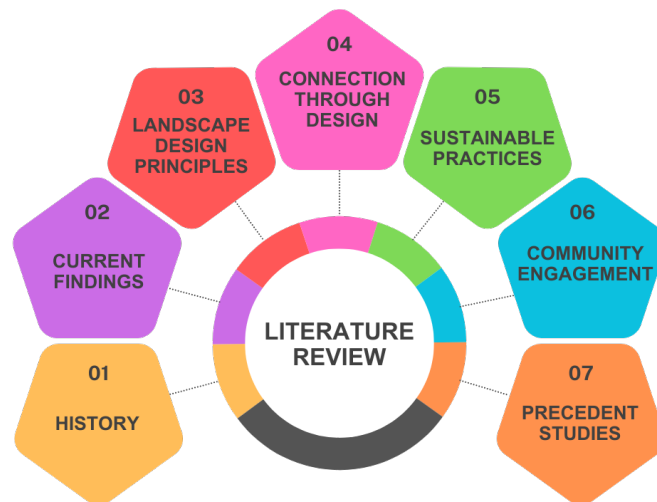 01
HISTORY
02
CURRENT
FINDINGS
03
LANDSCAPE
DESIGN
PRINCIPLES
04
CONNECTION
THROUGH
DESIGN
05
SUSTAINABLE
PRACTICES
06
COMMUNITY
ENGAGEMENT
07
PRECEDENT
STUDIES
LITERATURE
REVIEW